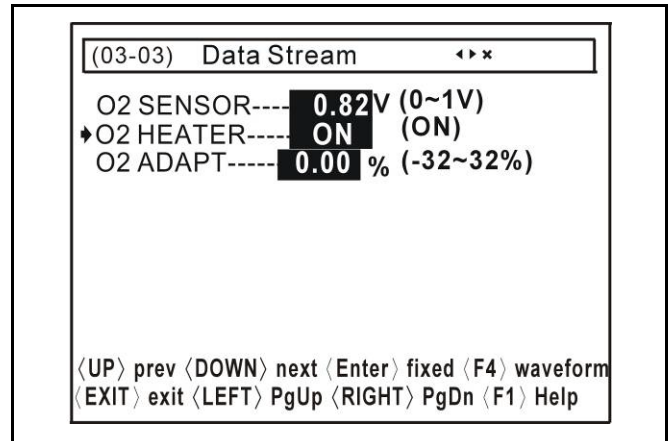 (03-03) Data Stream ◂ ▸ ×
O2 SENSOR---- 0.82V (0~1V)
➧O2 HEATER----- ON (ON)
O2 ADAPT------ 0.00 % (-32~32%)
〈UP〉 prev 〈DOWN〉 next 〈Enter〉 fixed 〈F4〉 waveform
〈EXIT〉 exit 〈LEFT〉 PgUp 〈RIGHT〉 PgDn 〈F1〉 Help